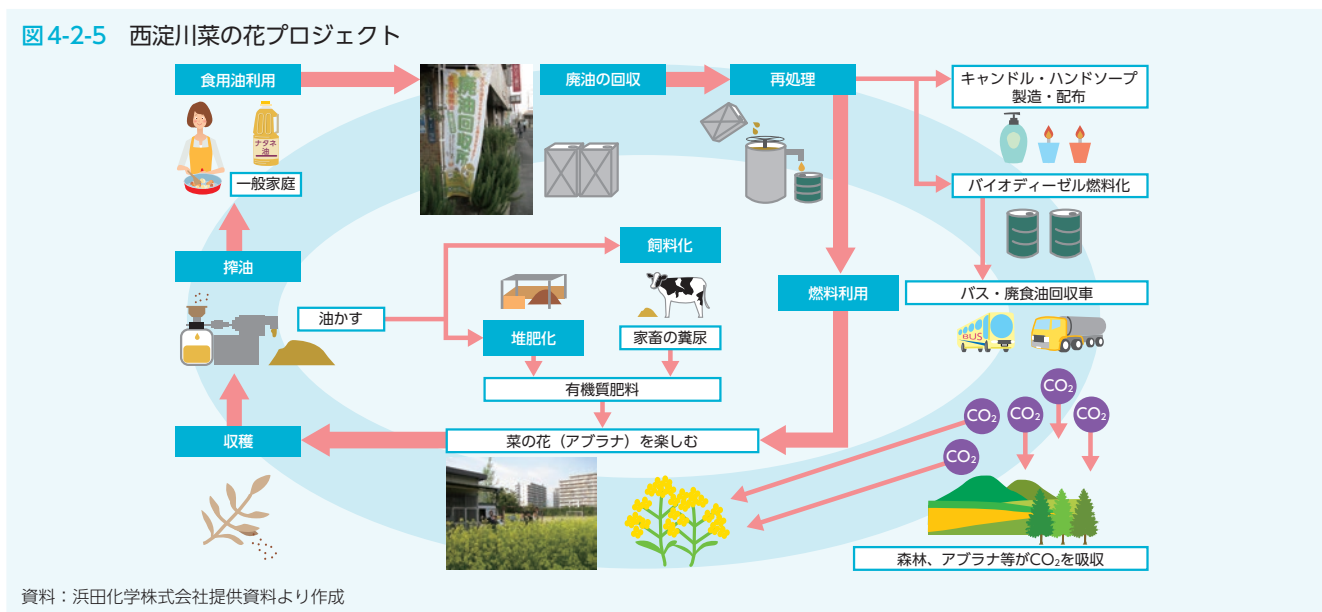 図4-2-5 西淀川菜の花プロジェクト
食用油利用
廃油の回収
再処理
キャンドル・ハンドソープ
製造・配布
廃油回収市
ナタネ
油
一般家庭
バイオディーゼル燃料化
搾油
飼料化
燃料利用
バス・廃食油回収車
油かす
堆肥化
家畜の糞尿
BUS
有機質肥料
CO₂
CO₂
CO₂
CO₂
CO₂
収穫
菜の花（アブラナ）を楽しむ
森林、アブラナ等がCO₂を吸収
資料：浜田化学株式会社提供資料より作成